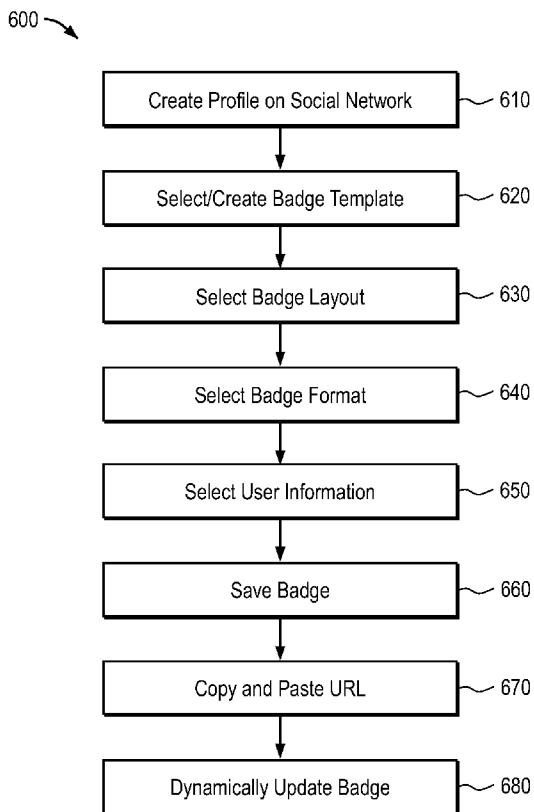 600
Create Profile on Social Network 610
Select/Create Badge Template 620
Select Badge Layout 630
Select Badge Format 640
Select User Information 650
Save Badge 660
Copy and Paste URL 670
Dynamically Update Badge 680